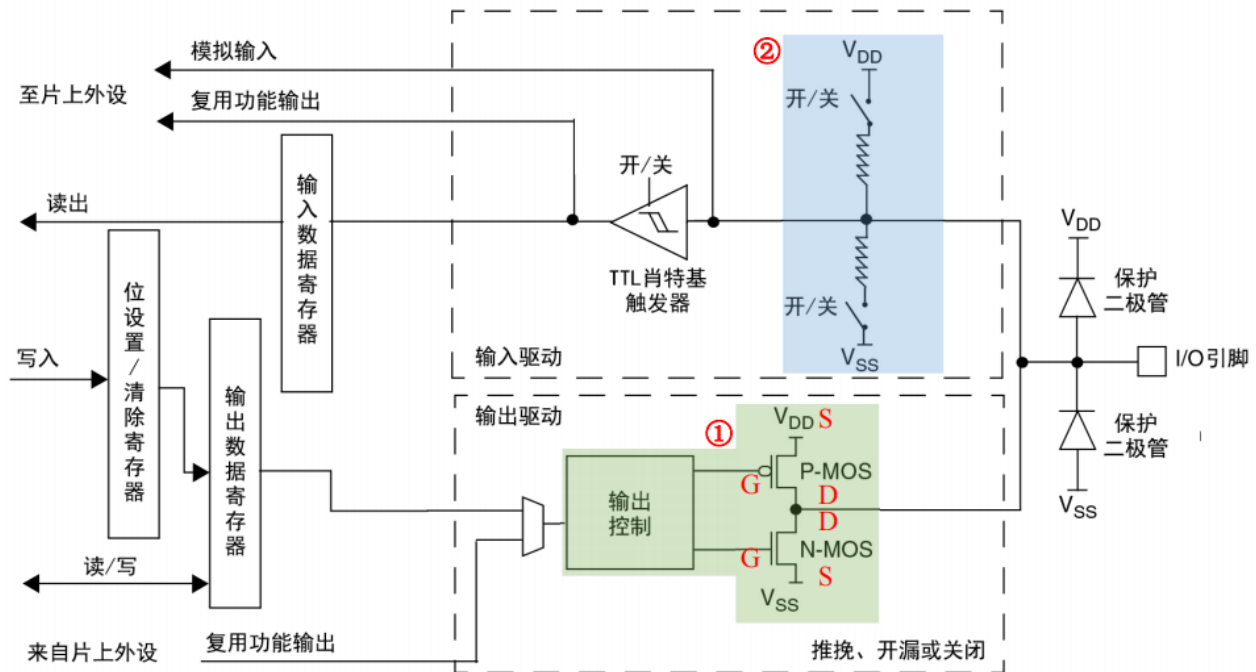 模拟输入
②
VDD
至片上外设
复用功能输出
开/关
开/关
读出
输入数据寄存器
VDD
TTL肖特基
触发器
保护
二极管
位设置/清除寄存器
开/关
写入
输入驱动
VSS
I/O引脚
输出数据寄存器
输出驱动
①
VDD
S
保护
二极管
P-MOS
G
D
输出
控制
D
VSS
N-MOS
G
S
读/写
VSS
来自片上外设
复用功能输出
推挽、开漏或关闭